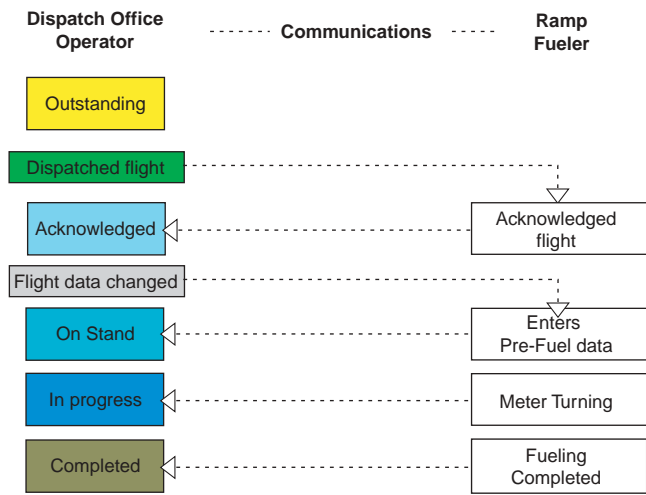 Dispatch Office
Operator
Communications
Ramp
Fueler
Outstanding
Dispatched flight
Acknowledged
Acknowledged
flight
Flight data changed
On Stand
Enters
Pre-Fuel data
In progress
Meter Turning
Completed
Fueling
Completed